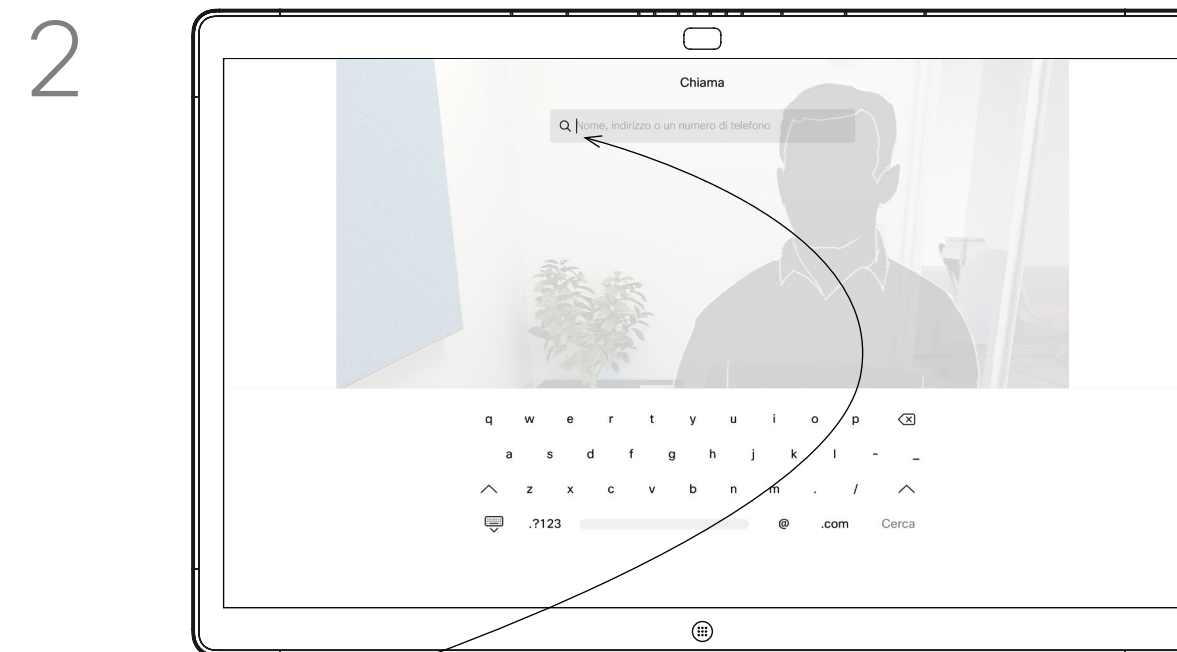 2
Chiama
Nome, indirizzo o un numero di telefono
q w e r t y u i o p
a s d f g h j k l - _
z x c v b n m . /
.?123 @ .com Cerca